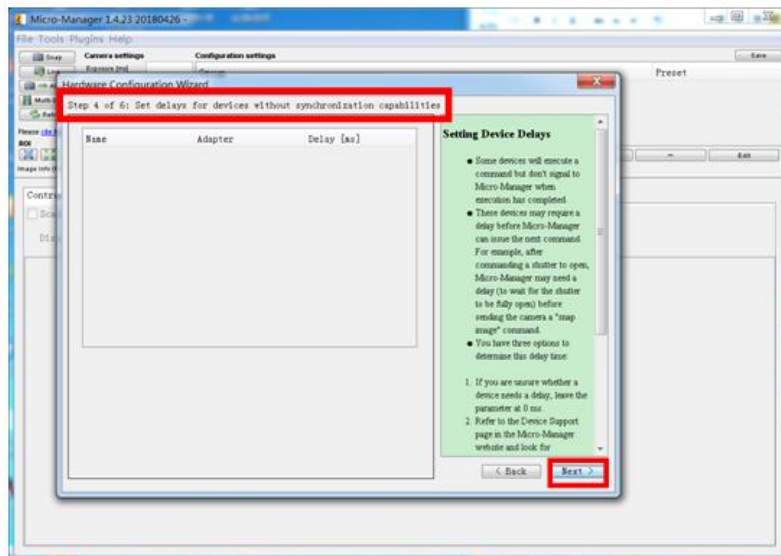 Micro-Manager 1.4.23 20180426 -
File Tools Plugins Help
Snap
Camera settings
Configuration settings
Save
Exposure [ms]
Preset
Hardware Configuration Wizard
Step 4 of 6: Set delays for devices without synchronization capabilities
Name Adapter Delay [ms]
ROI
Edit
Setting Device Delays
Some devices will execute a
command but don't signal to
Micro-Manager when
execution has completed.
These devices may require a
delay before Micro-Manager
can issue the next command.
For example, after
commanding a shutter to open,
Micro-Manager may need a
delay (to wait for the shutter
to be fully open) before
sending the camera a "snap
image" command.
You have three options to
determine this delay time:
1. If you are unsure whether a
device needs a delay, leave the
parameter at 0 ms
2. Refer to the Device Support
page in the Micro-Manager
website and look for
< Back
Next >